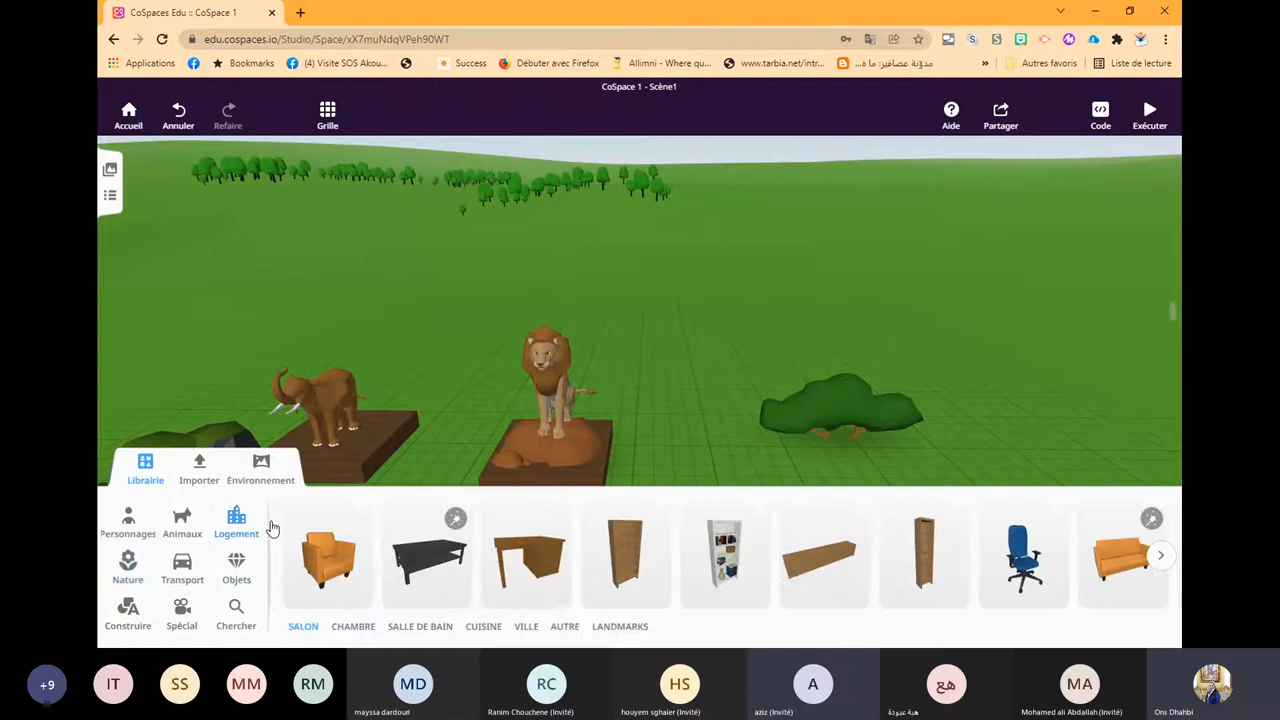 CoSpaces Edu :: CoSpace 1
edu.cospaces.io/Studio/Space/xX7muNdqVPeh90WT
Applications
Bookmarks
(4) Visite SOS Akou...
Success
Débuter avec Firefox
Allimni - Where qu...
www.tarbia.net/intr...
مدوّنة عصافير: ما ه...
»
Autres favoris
Liste de lecture
CoSpace 1 - Scène1
Accueil
Annuler
Refaire
Grille
Aide
Partager
Code
Exécuter
Librairie
Importer
Environnement
Personnages
Animaux
Logement
Nature
Transport
Objets
Construire
Spécial
Chercher
SALON
CHAMBRE
SALLE DE BAIN
CUISINE
VILLE
AUTRE
LANDMARKS
+9
IT
SS
MM
RM
MD
mayssa dardouri
RC
Ranim Chouchene (Invité)
HS
houyem sghaier (Invité)
A
aziz (Invité)
هع
هبة عبودة
MA
Mohamed ali Abdallah (Invité)
Ons Dhahbi